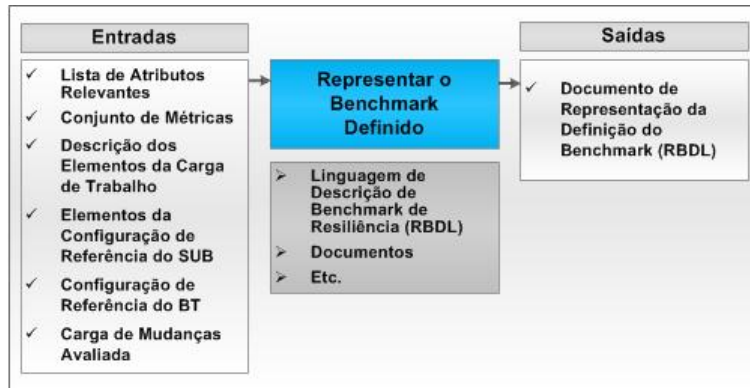 Entradas
Lista de Atributos
Relevantes
Conjunto de Métricas
Descrição dos
Elementos da Carga
de Trabalho
Elementos da
Configuração de
Referência do SUB
Configuração de
Referência do BT
Carga de Mudanças
Avaliada
Representar o
Benchmark
Definido
Linguagem de
Descrição de
Benchmark de
Resiliência (RBDL)
Documentos
Etc.
Saídas
Documento de
Representação da
Definição do
Benchmark (RBDL)